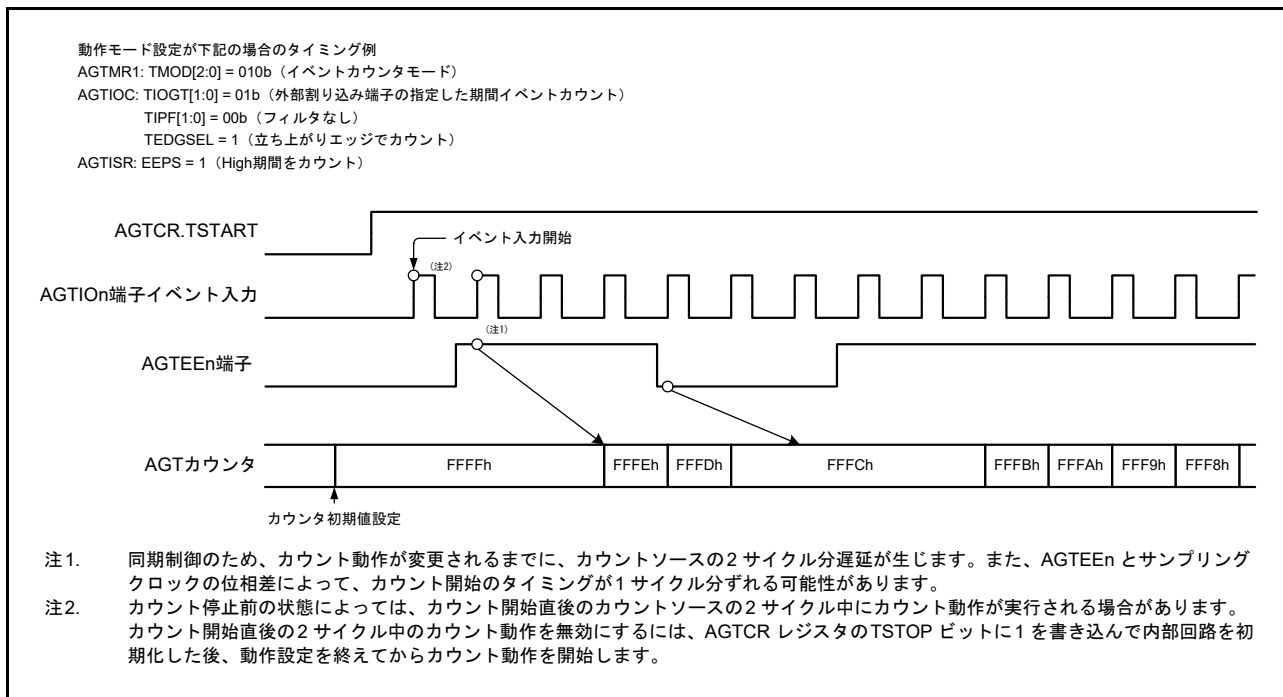 動作モード設定が下記の場合のタイミング例
AGTMR1: TMOD[2:0] = 010b（イベントカウンタモード）
AGTIOC: TIOGT[1:0] = 01b（外部割り込み端子の指定した期間イベントカウント）
TIPF[1:0] = 00b（フィルタなし）
TEDGSEL = 1（立ち上がりエッジでカウント）
AGTISR: EEPS = 1（High期間をカウント）
AGTCR.TSTART
イベント入力開始
（注2）
AGTIOn端子イベント入力
（注1）
AGTEEn端子
AGTカウンタ
FFFFh
FFFEh
FFFDh
FFFCh
FFFBh
FFFAh
FFF9h
FFF8h
カウンタ初期値設定
注1. 同期制御のため、カウント動作が変更されるまでに、カウントソースの2 サイクル分遅延が生じます。また、AGTEEn とサンプリング
クロックの位相差によって、カウント開始のタイミングが1 サイクル分ずれる可能性があります。
注2. カウント停止前の状態によっては、カウント開始直後のカウントソースの2 サイクル中にカウント動作が実行される場合があります。
カウント開始直後の2 サイクル中のカウント動作を無効にするには、AGTCR レジスタのTSTOP ビットに1 を書き込んで内部回路を初
期化した後、動作設定を終えてからカウント動作を開始します。